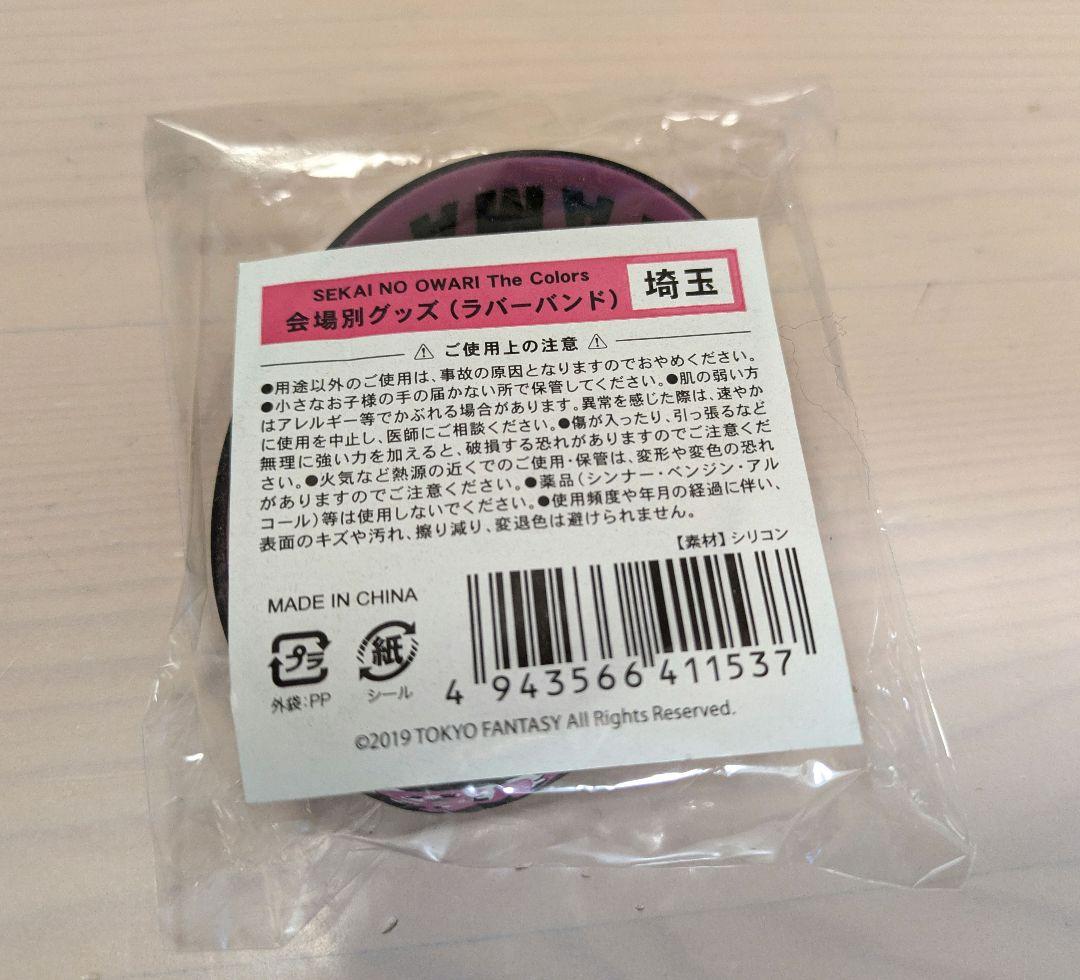 SEKAI NO OWARI The Colors
会場別グッズ(ラバーバンド)
埼玉
⚠ ご使用上の注意 ⚠
●用途以外のご使用は、事故の原因となりますのでおやめください。
●小さなお子様の手の届かない所で保管してください。●肌の弱い方
はアレルギー等でかぶれる場合があります。異常を感じた際は、速やか
に使用を中止し、医師にご相談ください。●傷が入ったり、引っ張るなど
無理に強い力を加えると、破損する恐れがありますのでご注意くだ
さい。●火気など熱源の近くでのご使用・保管は、変形や変色の恐れ
がありますのでご注意ください。●薬品(シンナー・ベンジン・アル
コール)等は使用しないでください。●使用頻度や年月の経過に伴い、
表面のキズや汚れ、擦り減り、変退色は避けられません。
【素材】シリコン
MADE IN CHINA
プラ
外袋:PP
紙
シール
4 943566 411537
©2019 TOKYO FANTASY All Rights Reserved.